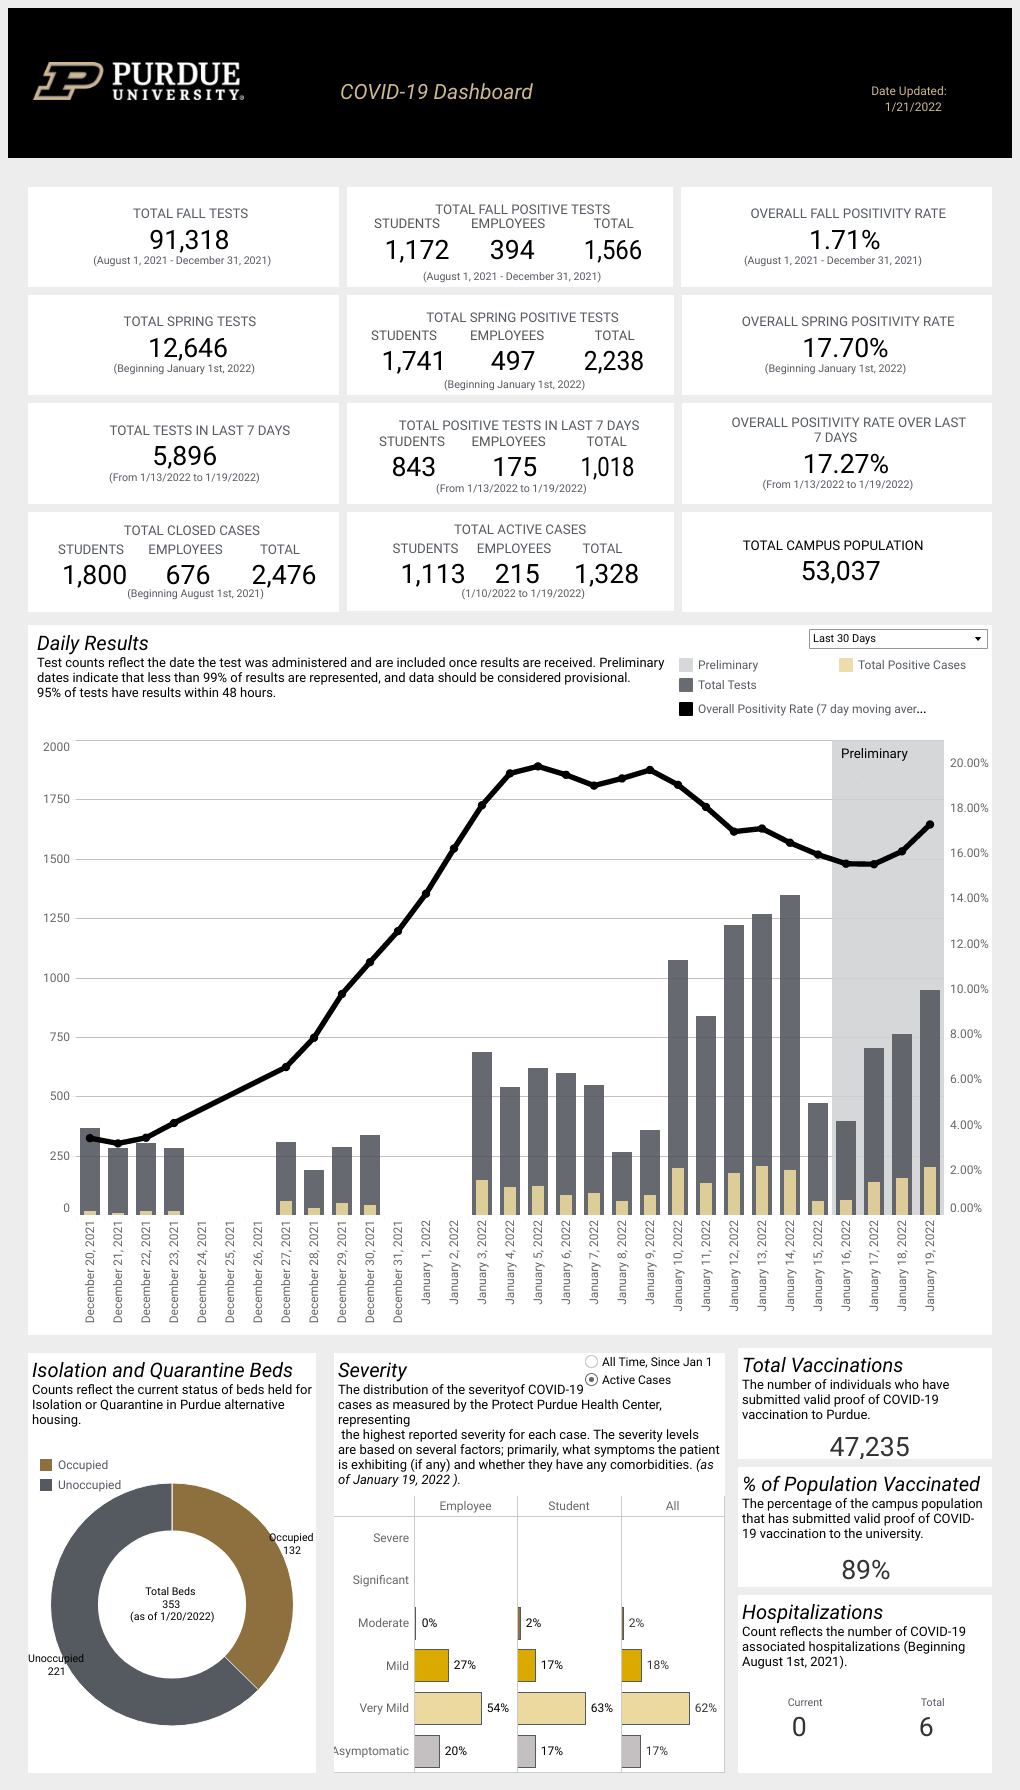 PURDUE
UNIVERSITY®
COVID-19 Dashboard
Date Updated:
1/21/2022
TOTAL FALL TESTS
91,318
(August 1, 2021 - December 31, 2021)
TOTAL FALL POSITIVE TESTS
STUDENTS EMPLOYEES TOTAL
1,172 394 1,566
(August 1, 2021 - December 31, 2021)
OVERALL FALL POSITIVITY RATE
1.71%
(August 1, 2021 - December 31, 2021)
TOTAL SPRING TESTS
12,646
(Beginning January 1st, 2022)
TOTAL SPRING POSITIVE TESTS
STUDENTS EMPLOYEES TOTAL
1,741 497 2,238
(Beginning January 1st, 2022)
OVERALL SPRING POSITIVITY RATE
17.70%
(Beginning January 1st, 2022)
TOTAL TESTS IN LAST 7 DAYS
5,896
(From 1/13/2022 to 1/19/2022)
TOTAL POSITIVE TESTS IN LAST 7 DAYS
STUDENTS EMPLOYEES TOTAL
843 175 1,018
(From 1/13/2022 to 1/19/2022)
OVERALL POSITIVITY RATE OVER LAST
7 DAYS
17.27%
(From 1/13/2022 to 1/19/2022)
TOTAL CLOSED CASES
STUDENTS EMPLOYEES TOTAL
1,800 676 2,476
(Beginning August 1st, 2021)
TOTAL ACTIVE CASES
STUDENTS EMPLOYEES TOTAL
1,113 215 1,328
(1/10/2022 to 1/19/2022)
TOTAL CAMPUS POPULATION
53,037
Daily Results
Test counts reflect the date the test was administered and are included once results are received. Preliminary
dates indicate that less than 99% of results are represented, and data should be considered provisional.
95% of tests have results within 48 hours.
Last 30 Days
Preliminary
Total Positive Cases
Total Tests
Overall Positivity Rate (7 day moving aver...
Preliminary
2000
1750
1500
1250
1000
750
500
250
0
20.00%
18.00%
16.00%
14.00%
12.00%
10.00%
8.00%
6.00%
4.00%
2.00%
0.00%
December 20, 2021
December 21, 2021
December 22, 2021
December 23, 2021
December 24, 2021
December 25, 2021
December 26, 2021
December 27, 2021
December 28, 2021
December 29, 2021
December 30, 2021
December 31, 2021
January 1, 2022
January 2, 2022
January 3, 2022
January 4, 2022
January 5, 2022
January 6, 2022
January 7, 2022
January 8, 2022
January 9, 2022
January 10, 2022
January 11, 2022
January 12, 2022
January 13, 2022
January 14, 2022
January 15, 2022
January 16, 2022
January 17, 2022
January 18, 2022
January 19, 2022
Isolation and Quarantine Beds
Counts reflect the current status of beds held for
Isolation or Quarantine in Purdue alternative
housing.
Occupied
Unoccupied
Occupied
132
Total Beds
353
(as of 1/20/2022)
Unoccupied
221
Severity
All Time, Since Jan 1
Active Cases
The distribution of the severityof COVID-19
cases as measured by the Protect Purdue Health Center,
representing
the highest reported severity for each case. The severity levels
are based on several factors; primarily, what symptoms the patient
is exhibiting (if any) and whether they have any comorbidities. (as
of January 19, 2022 ).
Employee Student All
Severe
Significant
Moderate 0% 2% 2%
Mild 27% 17% 18%
Very Mild 54% 63% 62%
Asymptomatic 20% 17% 17%
Total Vaccinations
The number of individuals who have
submitted valid proof of COVID-19
vaccination to Purdue.
47,235
% of Population Vaccinated
The percentage of the campus population
that has submitted valid proof of COVID-
19 vaccination to the university.
89%
Hospitalizations
Count reflects the number of COVID-19
associated hospitalizations (Beginning
August 1st, 2021).
Current Total
0 6